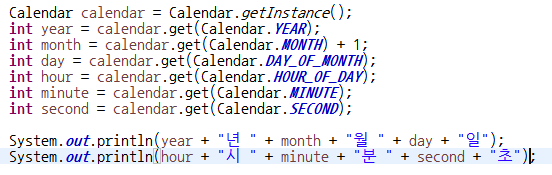 Calendar calendar = Calendar.getInstance();
int year = calendar.get(Calendar.YEAR);
int month = calendar.get(Calendar.MONTH) + 1;
int day = calendar.get(Calendar.DAY_OF_MONTH);
int hour = calendar.get(Calendar.HOUR_OF_DAY);
int minute = calendar.get(Calendar.MINUTE);
int second = calendar.get(Calendar.SECOND);
System.out.println(year + "년 " + month + "월 " + day + "일");
System.out.println(hour + "시 " + minute + "분 " + second + "초");